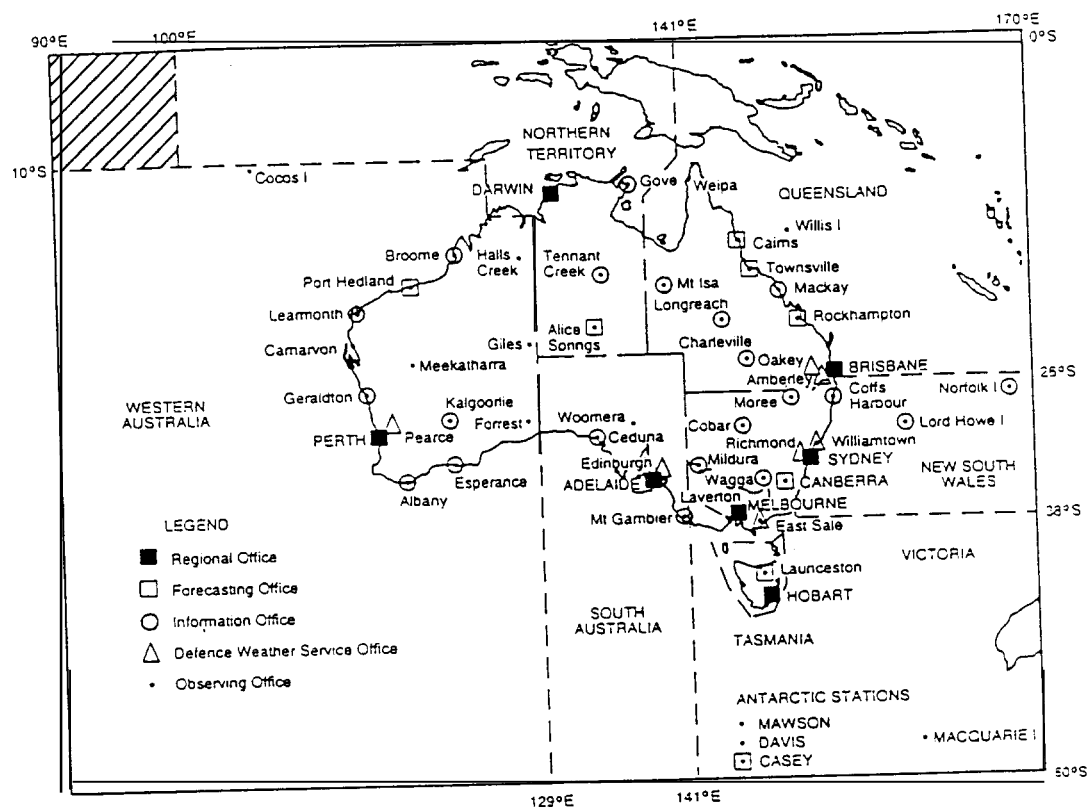 90°E
100°E
141°E
170°E
0°S
10°S
Cocos I
NORTHERN
TERRITORY
DARWIN
Gove
Weipa
QUEENSLAND
Willis I
Cairns
Broome
Halls
Creek
Tennant
Creek
Townsville
Mt Isa
Mackay
Port Hedland
Longreach
Learmonth
Rockhampton
Alice
Springs
Giles
Charleville
Carnarvon
Meekatharra
Oakey
BRISBANE
Amberley
25°S
Norfolk I
Geraldton
Moree
Coffs
Harbour
WESTERN
AUSTRALIA
Kalgoorlie
Woomera
Cobar
Lord Howe I
PERTH
Pearce
Forrest
Ceduna
Richmond
Williamtown
Edinburgh
Mildura
SYDNEY
NEW SOUTH
WALES
Albany
Esperance
ADELAIDE
Wagga
CANBERRA
Laverton
MELBOURNE
Mt Gambier
38°S
East Sale
LEGEND
VICTORIA
Regional Office
Launceston
Forecasting Office
HOBART
Information Office
SOUTH
AUSTRALIA
TASMANIA
Defence Weather Service Office
Observing Office
ANTARCTIC STATIONS
MAWSON
DAVIS
CASEY
MACQUARIE I
50°S
129°E
141°E